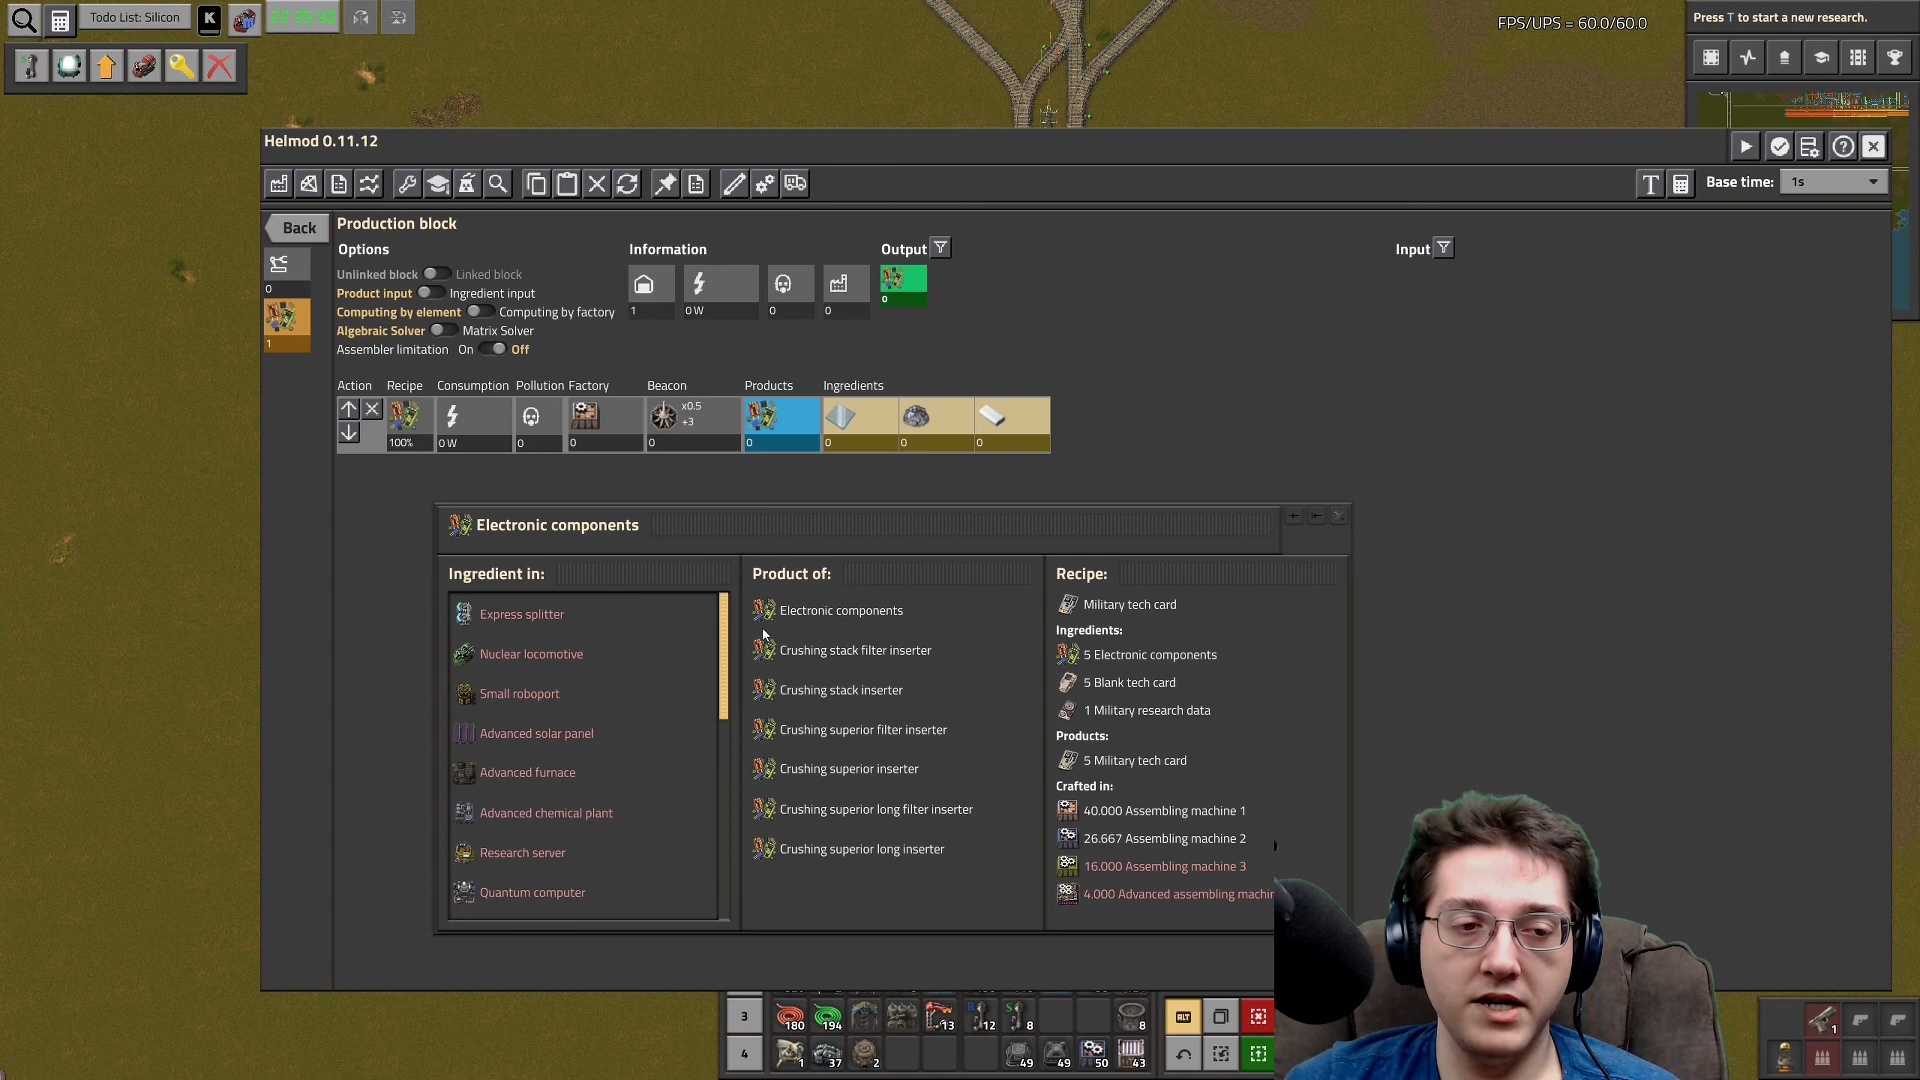 Todo List: Silicon
K
FPS/UPS = 60.0/60.0
Press T to start a new research.
Helmod 0.11.12
T
Base time:
1s
Back
Production block
Options
Information
Output
Input
Unlinked block
Linked block
Product input
Ingredient input
Computing by element
Computing by factory
Algebraic Solver
Matrix Solver
Assembler limitation
On
Off
0
1
1
0 W
0
0
0
Action
Recipe
Consumption
Pollution
Factory
Beacon
Products
Ingredients
x0.5
+3
100%
0 W
0
0
0
0
0
0
0
Electronic components
Ingredient in:
Express splitter
Nuclear locomotive
Small roboport
Advanced solar panel
Advanced furnace
Advanced chemical plant
Research server
Quantum computer
Product of:
Electronic components
Crushing stack filter inserter
Crushing stack inserter
Crushing superior filter inserter
Crushing superior inserter
Crushing superior long filter inserter
Crushing superior long inserter
Recipe:
Military tech card
Ingredients:
5 Electronic components
5 Blank tech card
1 Military research data
Products:
5 Military tech card
Crafted in:
40.000 Assembling machine 1
26.667 Assembling machine 2
16.000 Assembling machine 3
4.000 Advanced assembling machin
3
180
194
13
12
8
8
ALT
4
1
37
2
49
49
50
43
1